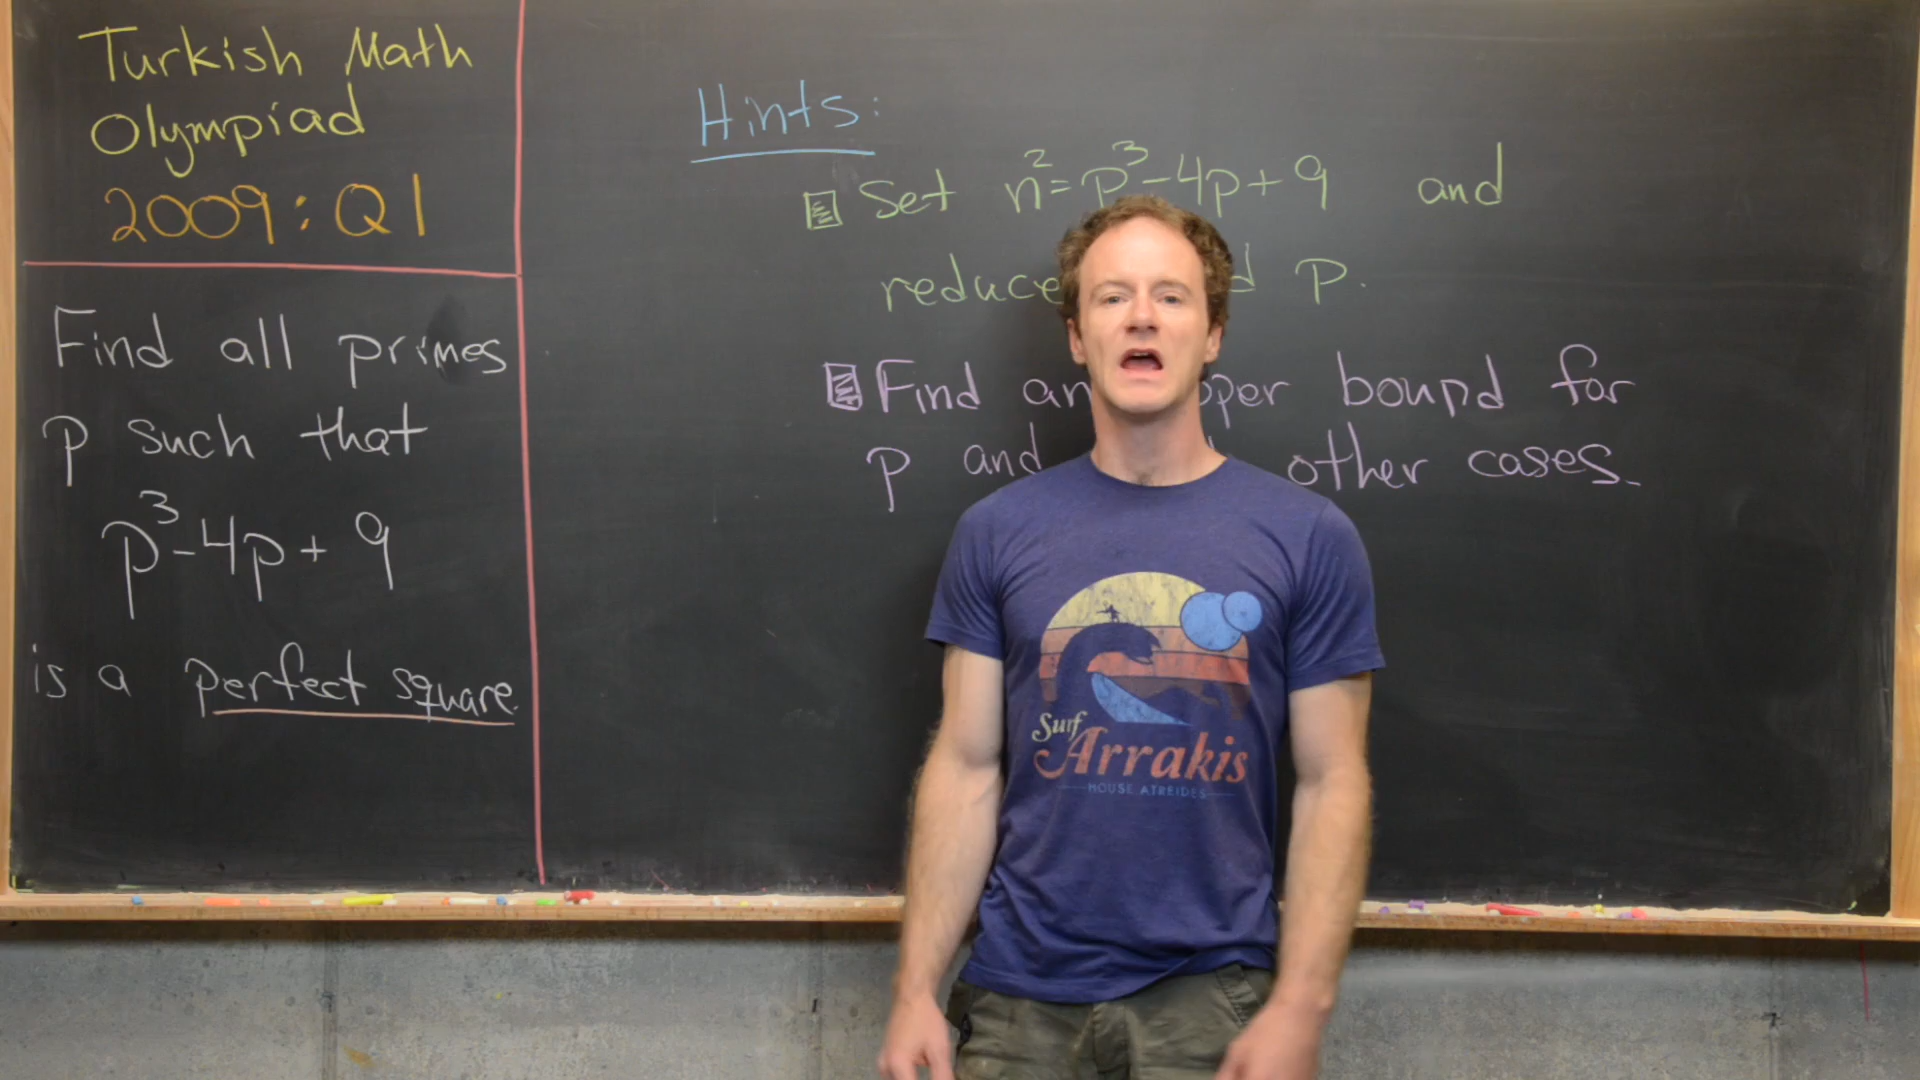 Turkish Math
Olympiad
2009: Q1
Find all primes
p such that
p³-4p+9
is a perfect square.
Hints:
Set n²=p³-4p+9 and
reduce p.
Find an bound for
p and other cases.
Surf
Arrakis
HOUSE ATREIDES